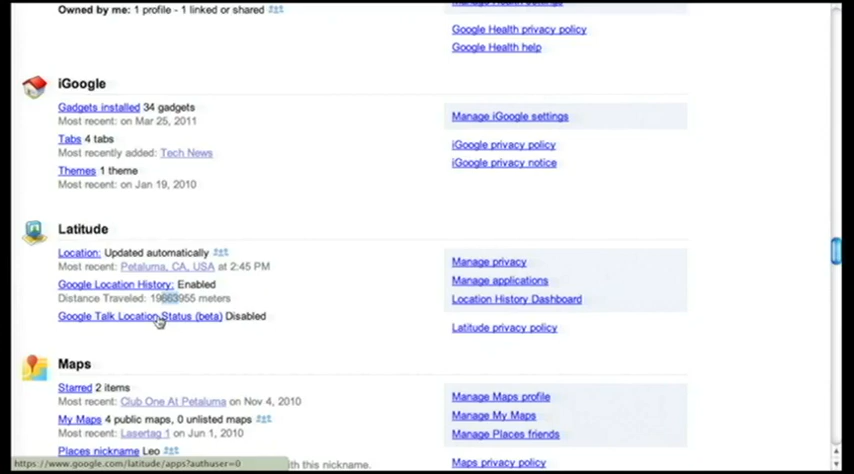 Owned by me: 1 profile - 1 linked or shared
Google Health privacy policy
Google Health help
iGoogle
Gadgets installed 34 gadgets
Most recent: on Mar 25, 2011
Tabs 4 tabs
Most recently added: Tech News
Themes 1 theme
Most recent: on Jan 19, 2010
Manage iGoogle settings
iGoogle privacy policy
iGoogle privacy notice
Latitude
Location: Updated automatically
Most recent: Petaluma, CA, USA at 2:45 PM
Google Location History: Enabled
Distance Traveled: 19663955 meters
Google Talk Location Status (beta) Disabled
Manage privacy
Manage applications
Location History Dashboard
Latitude privacy policy
Maps
Starred 2 items
Most recent: Club One At Petaluma on Nov 4, 2010
My Maps 4 public maps, 0 unlisted maps
Most recent: Lasertag 1 on Jun 1, 2010
Places nickname Leo
with this nickname.
Manage Maps profile
Manage My Maps
Manage Places friends
Maps privacy policy
https://www.google.com/latitude/apps?authuser=0